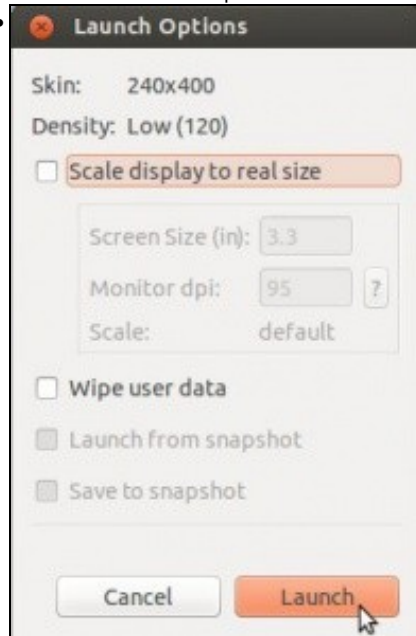 Launch Options
Skin: 240x400
Density: Low (120)
Scale display to real size
Screen Size (in): 3.3
Monitor dpi: 95 ?
Scale: default
Wipe user data
Launch from snapshot
Save to snapshot
Cancel Launch